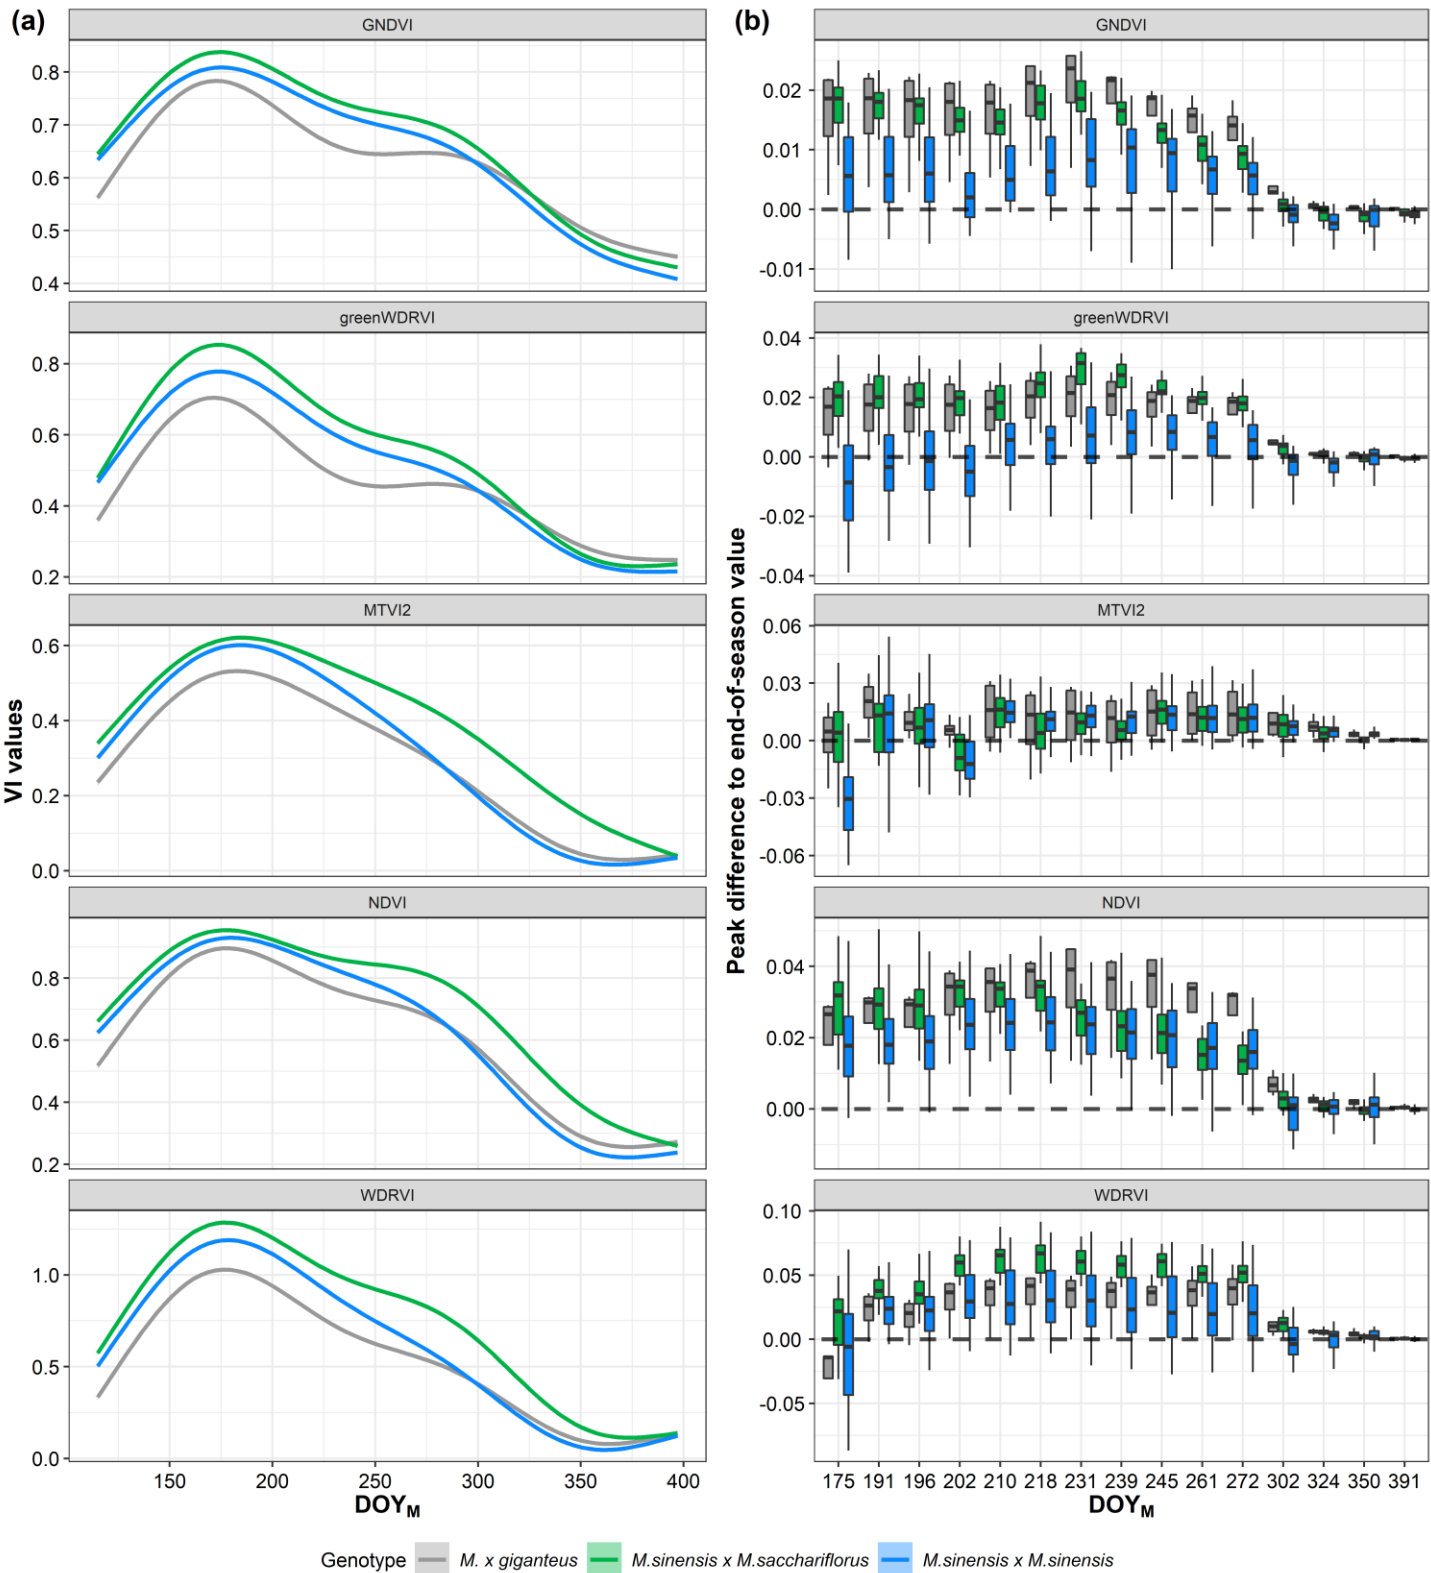 (a)
GNDVI
0.8
0.7
0.6
0.5
0.4
greenWDRVI
0.8
0.6
0.4
0.2
MTVI2
0.6
0.4
0.2
0.0
NDVI
0.8
0.6
0.4
0.2
WDRVI
1.0
0.5
0.0
VI values
150 200 250 300 350 400
DOYM
(b)
GNDVI
0.02
0.01
0.00
-0.01
greenWDRVI
0.04
0.02
0.00
-0.02
-0.04
MTVI2
0.06
0.03
0.00
-0.03
-0.06
NDVI
0.04
0.02
0.00
WDRVI
0.10
0.05
0.00
-0.05
Peak difference to end-of-season value
175 191 196 202 210 218 231 239 245 261 272 302 324 350 391
DOYM
Genotype M. x giganteus M.sinensis x M.sacchariflorus M.sinensis x M.sinensis